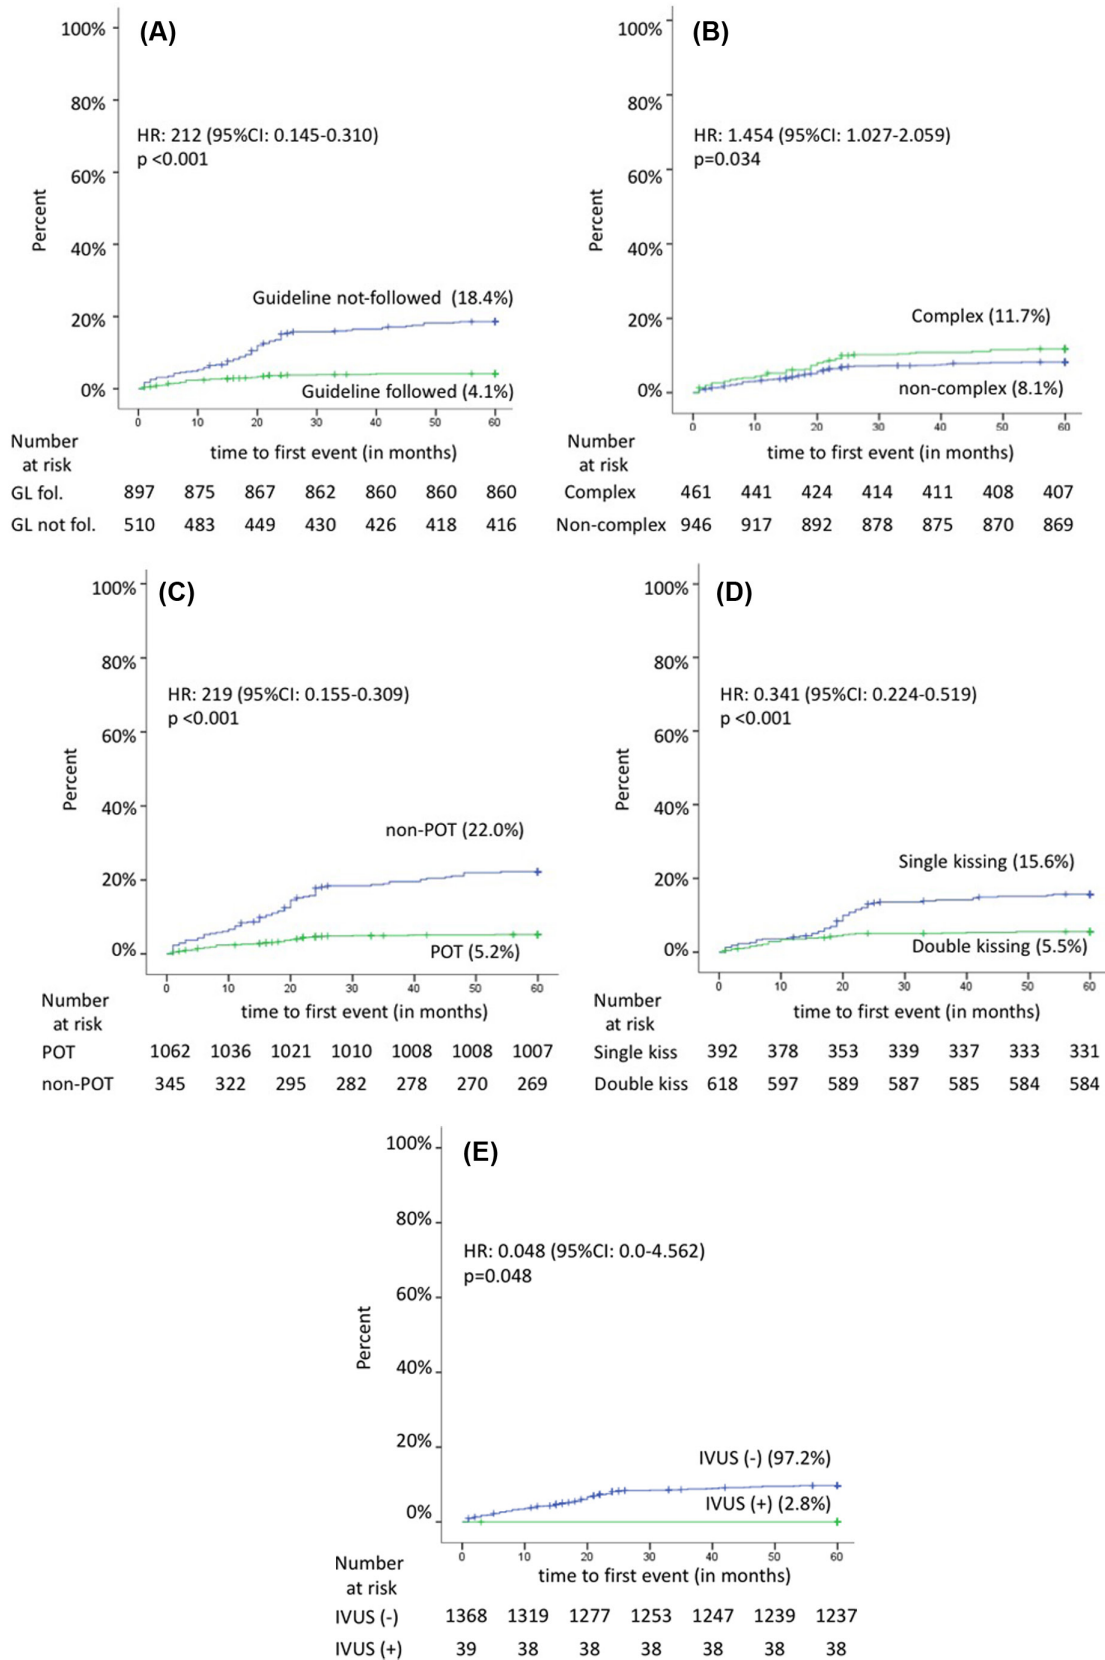 (A)
100%
80%
60%
40%
20%
0%
Percent
HR: 212 (95%CI: 0.145-0.310)
p <0.001
Guideline not-followed (18.4%)
Guideline followed (4.1%)
0 10 20 30 40 50 60
time to first event (in months)
Number
at risk
GL fol. 897 875 867 862 860 860 860
GL not fol. 510 483 449 430 426 418 416
(B)
100%
80%
60%
40%
20%
0%
Percent
HR: 1.454 (95%CI: 1.027-2.059)
p=0.034
Complex (11.7%)
non-complex (8.1%)
0 10 20 30 40 50 60
time to first event (in months)
Number
at risk
Complex 461 441 424 414 411 408 407
Non-complex 946 917 892 878 875 870 869
(C)
100%
80%
60%
40%
20%
0%
Percent
HR: 219 (95%CI: 0.155-0.309)
p <0.001
non-POT (22.0%)
POT (5.2%)
0 10 20 30 40 50 60
time to first event (in months)
Number
at risk
POT 1062 1036 1021 1010 1008 1008 1007
non-POT 345 322 295 282 278 270 269
(D)
100%
80%
60%
40%
20%
0%
Percent
HR: 0.341 (95%CI: 0.224-0.519)
p <0.001
Single kissing (15.6%)
Double kissing (5.5%)
0 10 20 30 40 50 60
time to first event (in months)
Number
at risk
Single kiss 392 378 353 339 337 333 331
Double kiss 618 597 589 587 585 584 584
(E)
100%
80%
60%
40%
20%
0%
Percent
HR: 0.048 (95%CI: 0.0-4.562)
p=0.048
IVUS (-) (97.2%)
IVUS (+) (2.8%)
0 10 20 30 40 50 60
time to first event (in months)
Number
at risk
IVUS (-) 1368 1319 1277 1253 1247 1239 1237
IVUS (+) 39 38 38 38 38 38 38